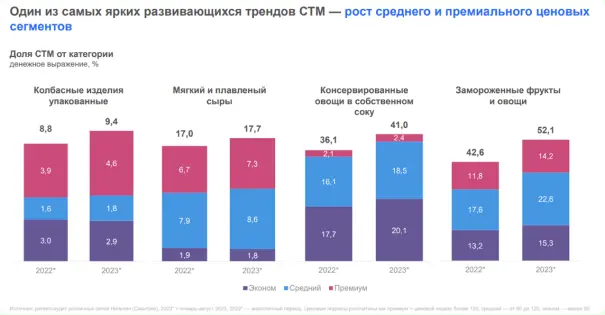 Один из самых ярких развивающихся трендов СТМ — рост среднего и премиального ценовых
сегментов
Доля СТМ от категории
денежное выражение, %
Колбасные изделия
упакованные
8,8
9,4
3,9
4,6
1,6
1,8
3,0
2,9
2022*
2023*
Мягкий и плавленый
сыры
17,0
17,7
6,7
7,3
7,9
8,6
1,9
1,8
2022*
2023*
Консервированные
овощи в собственном
соку
36,1
41,0
2,1
2,4
16,1
18,5
17,7
20,1
2022*
2023*
Замороженные фрукты
и овощи
42,6
52,1
11,8
14,2
17,6
22,6
13,2
15,3
2022*
2023*
Эконом
Средний
Премиум